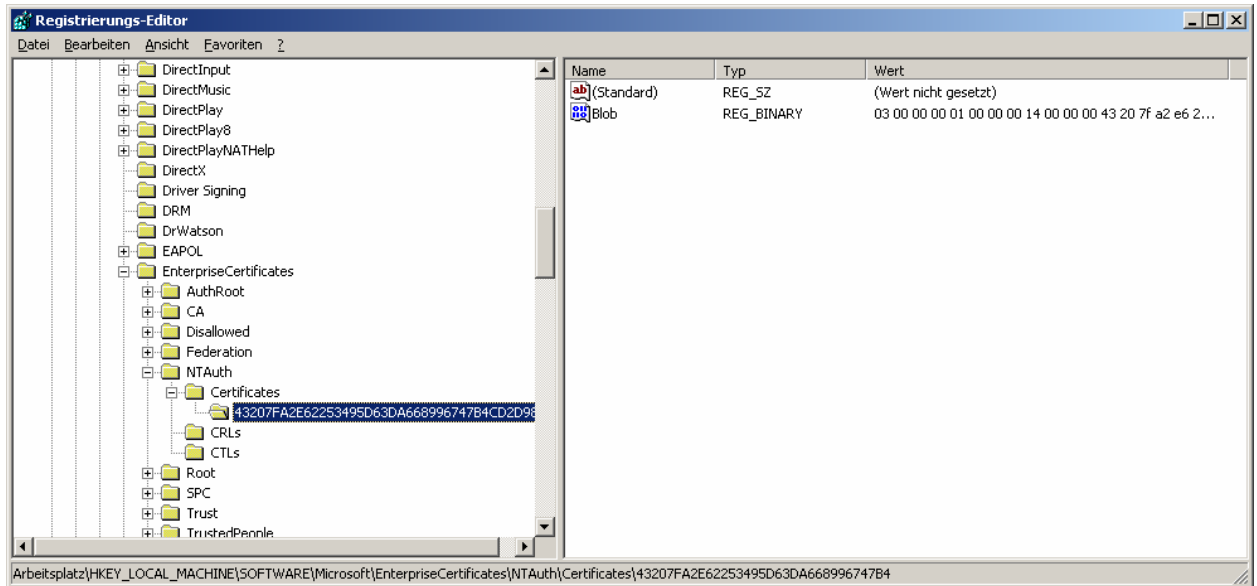 Registrierungs-Editor
Datei Bearbeiten Ansicht Favoriten ?
DirectInput
DirectMusic
DirectPlay
DirectPlay8
DirectPlayNATHelp
DirectX
Driver Signing
DRM
DrWatson
EAPOL
EnterpriseCertificates
AuthRoot
CA
Disallowed
Federation
NTAuth
Certificates
43207FA2E62253495D63DA668996747B4CD2D98
CRLs
CTLs
Root
SPC
Trust
TrustedPeople
Name Typ Wert
(Standard) REG_SZ (Wert nicht gesetzt)
Blob REG_BINARY 03 00 00 00 01 00 00 00 14 00 00 00 43 20 7f a2 e6 2...
Arbeitsplatz\HKEY_LOCAL_MACHINE\SOFTWARE\Microsoft\EnterpriseCertificates\NTAuth\Certificates\43207FA2E62253495D63DA668996747B4